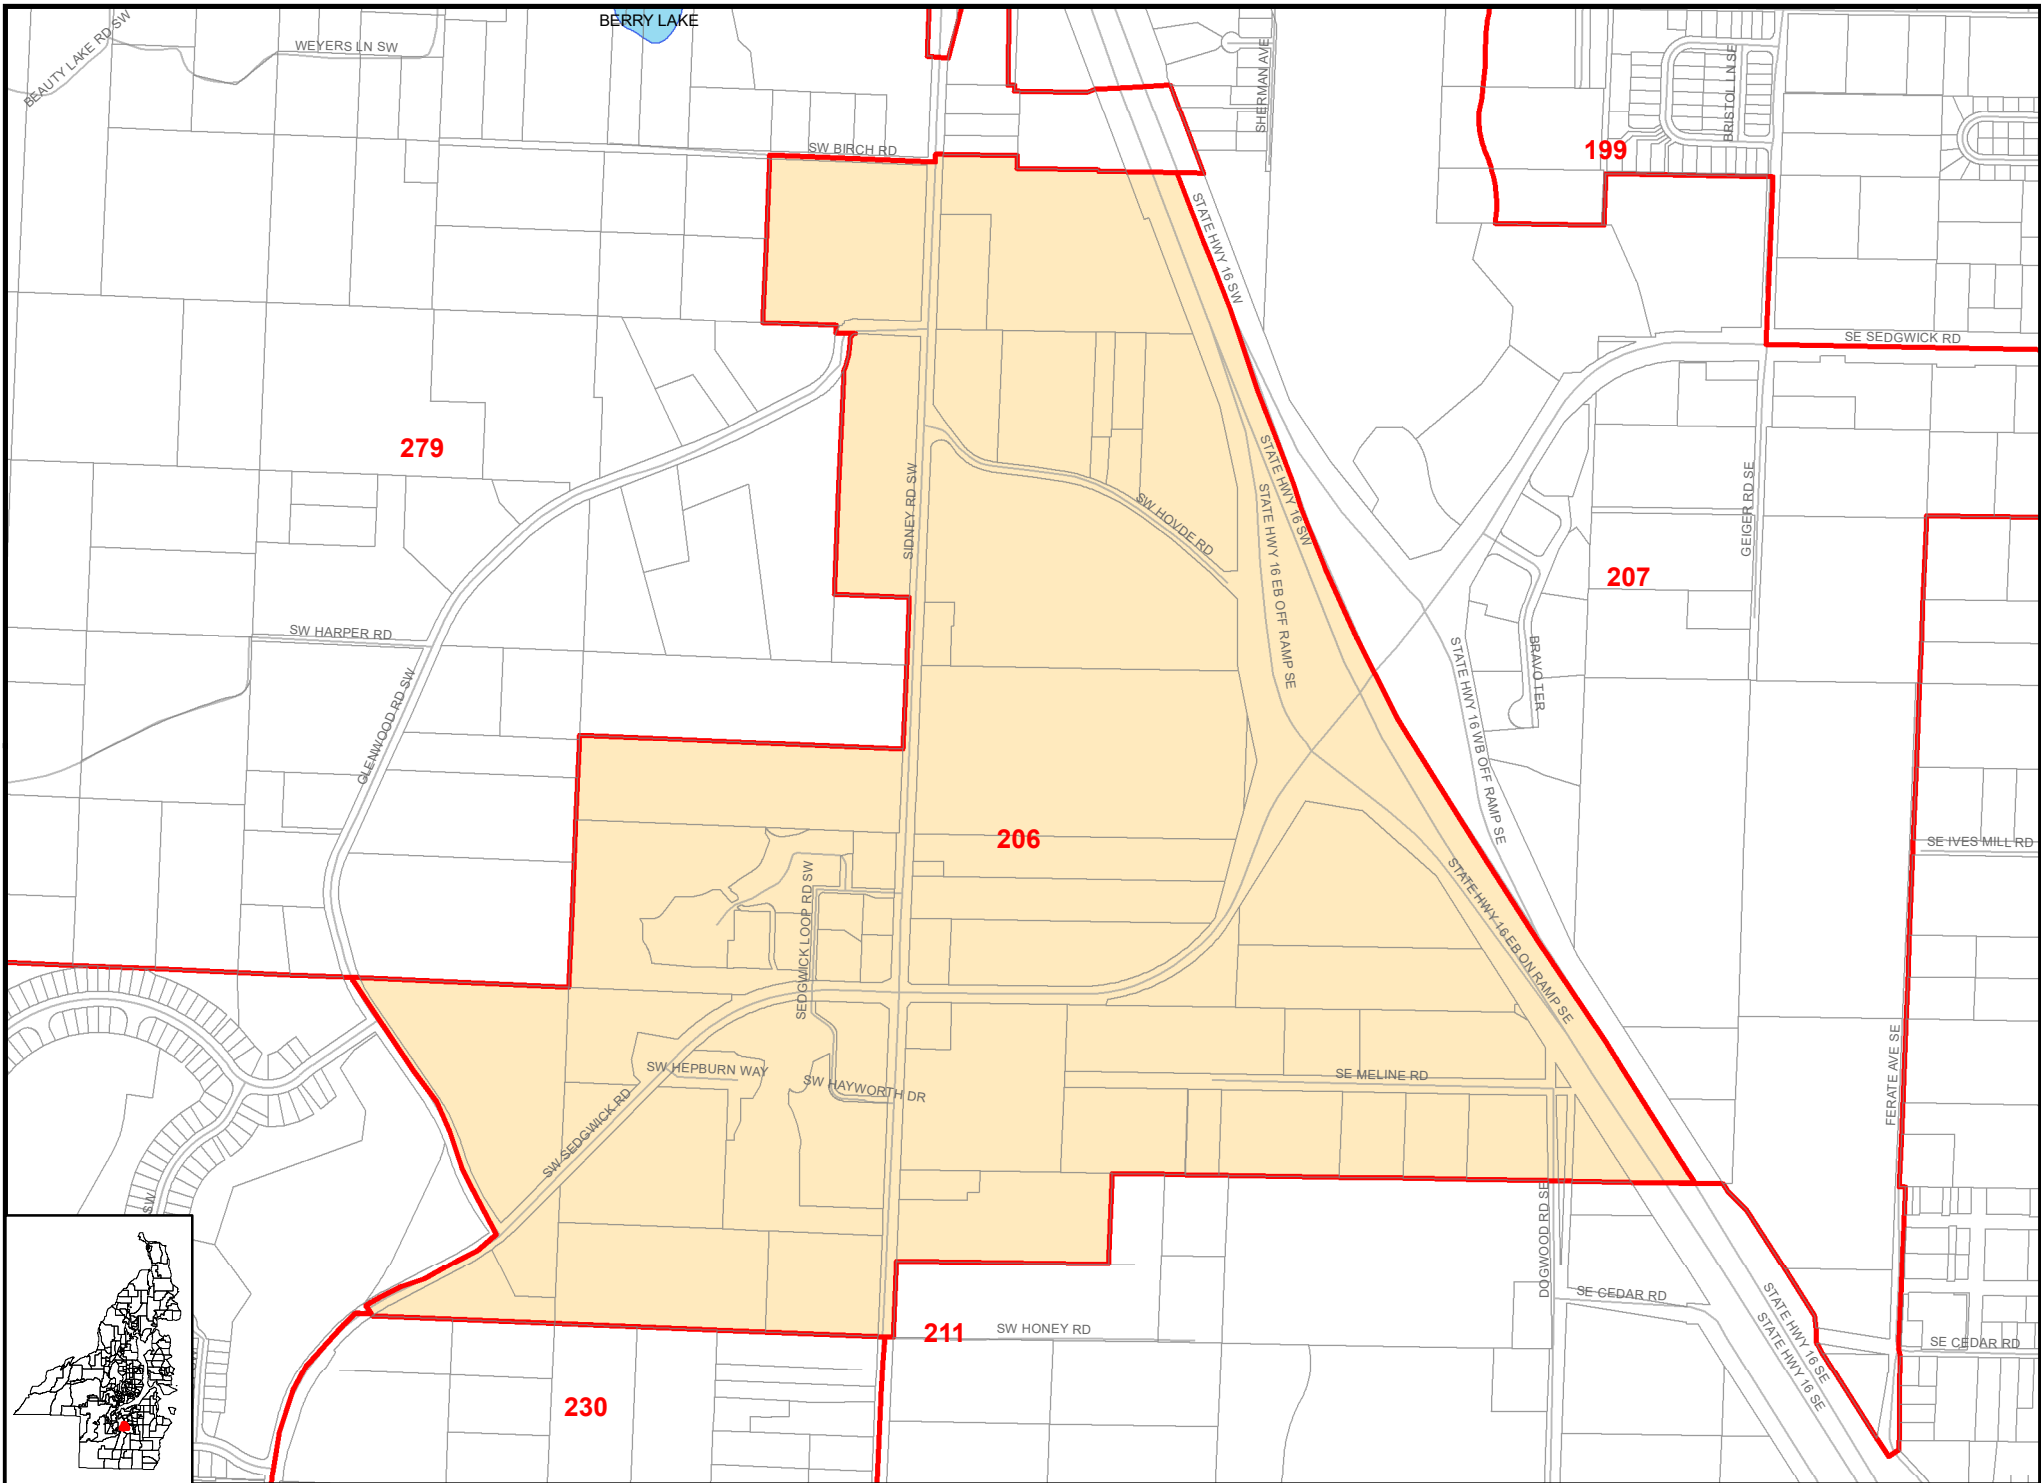 BERRY LAKE
BEAUTY LAKE RD SW
WEYERS LN SW
SHERMAN AVE
BRISTOL LN SE
SW BIRCH RD
199
STATE HWY 16 SW
SE SEDGWICK RD
279
SIDNEY RD SW
SW HOVDE RD
STATE HWY 16 SW
STATE HWY 16 EB OFF RAMP SE
GEIGER RD SE
207
SW HARPER RD
GLENWOOD RD SW
STATE HWY 16 WB OFF RAMP SE
BRAVO TER
206
SE IVES MILL RD
SEDGWICK LOOP RD SW
STATE HWY 16 EB ON RAMP SE
SW HEPBURN WAY
SW HAYWORTH DR
SE MELINE RD
FERATE AVE SE
SW SEDGWICK RD
SW
DOGWOOD RD SE
SE CEDAR RD
STATE HWY 16 SE
STATE HWY 16 SE
211
SW HONEY RD
SE CEDAR RD
230